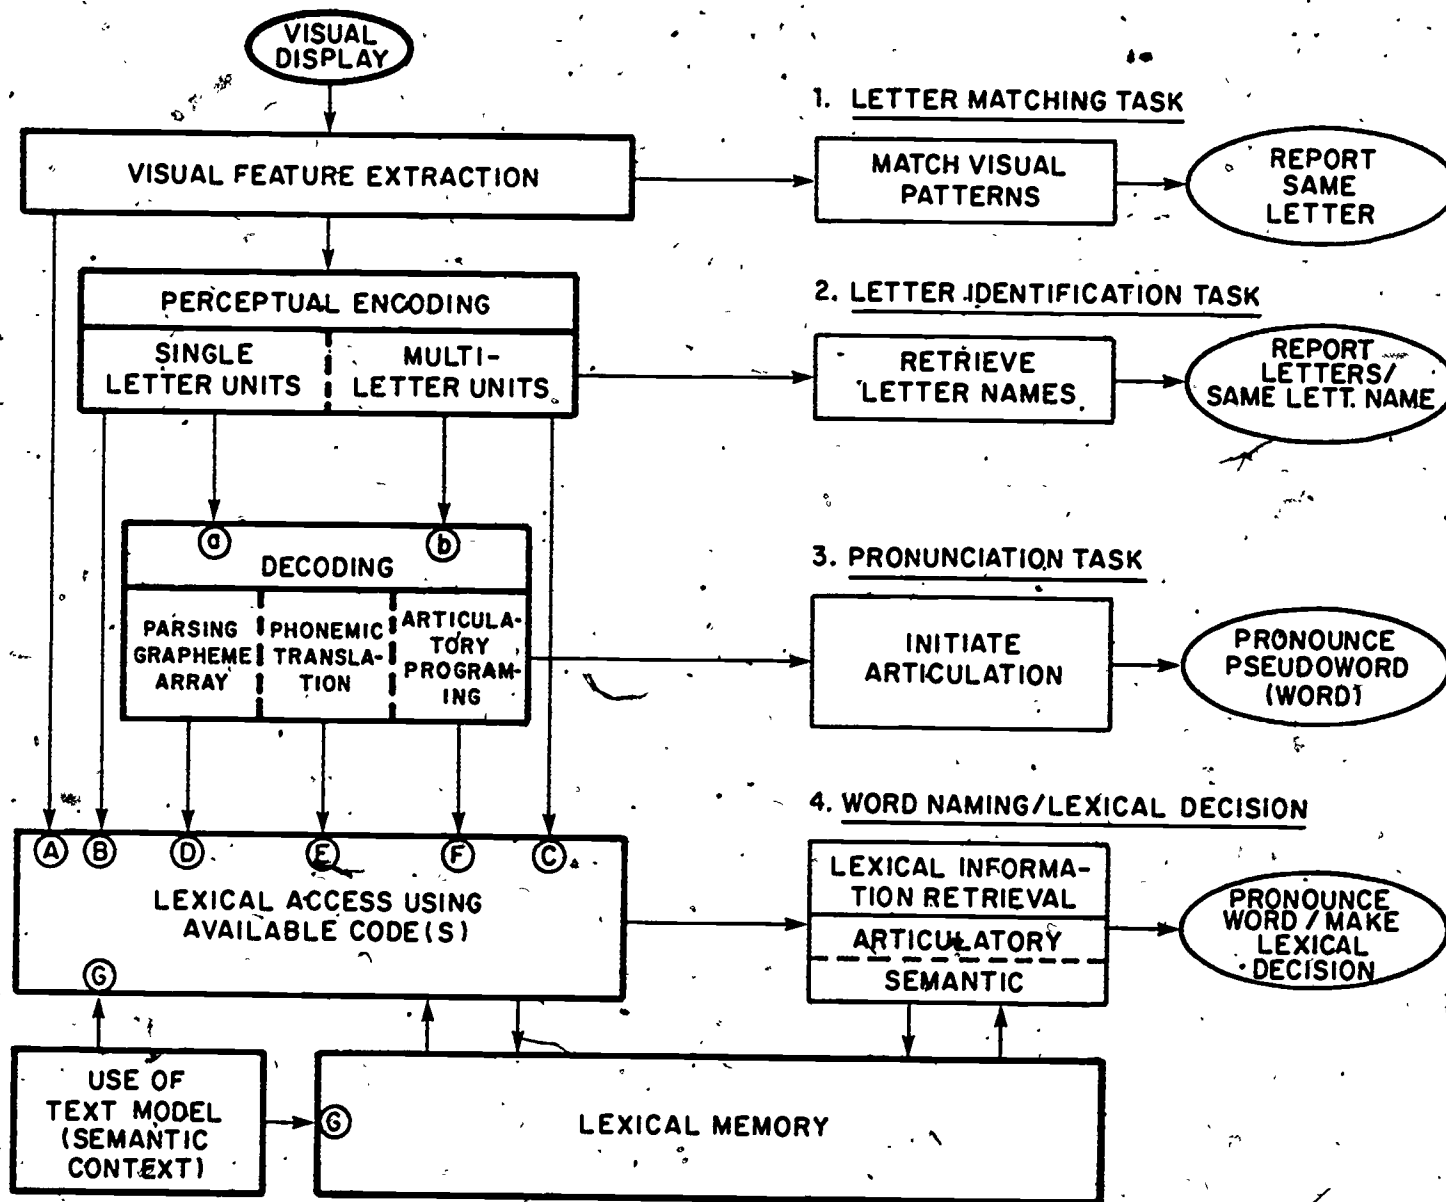 VISUAL
DISPLAY
VISUAL FEATURE EXTRACTION
1. LETTER MATCHING TASK
MATCH VISUAL
PATTERNS
REPORT
SAME
LETTER
PERCEPTUAL ENCODING
SINGLE
LETTER UNITS
MULTI-
LETTER UNITS
2. LETTER IDENTIFICATION TASK
RETRIEVE
LETTER NAMES
REPORT
LETTERS/
SAME LETT. NAME
a
b
DECODING
PARSING
GRAPHEME
ARRAY
PHONEMIC
TRANSLA-
TION
ARTICULA-
TORY
PROGRAM-
ING
3. PRONUNCIATION TASK
INITIATE
ARTICULATION
PRONOUNCE
PSEUDOWORD
(WORD)
A
B
D
E
F
C
LEXICAL ACCESS USING
AVAILABLE CODE(S)
G
4. WORD NAMING/LEXICAL DECISION
LEXICAL INFORMA-
TION RETRIEVAL
ARTICULATORY
SEMANTIC
PRONOUNCE
WORD / MAKE
LEXICAL
DECISION
USE OF
TEXT MODEL
(SEMANTIC
CONTEXT)
G
LEXICAL MEMORY